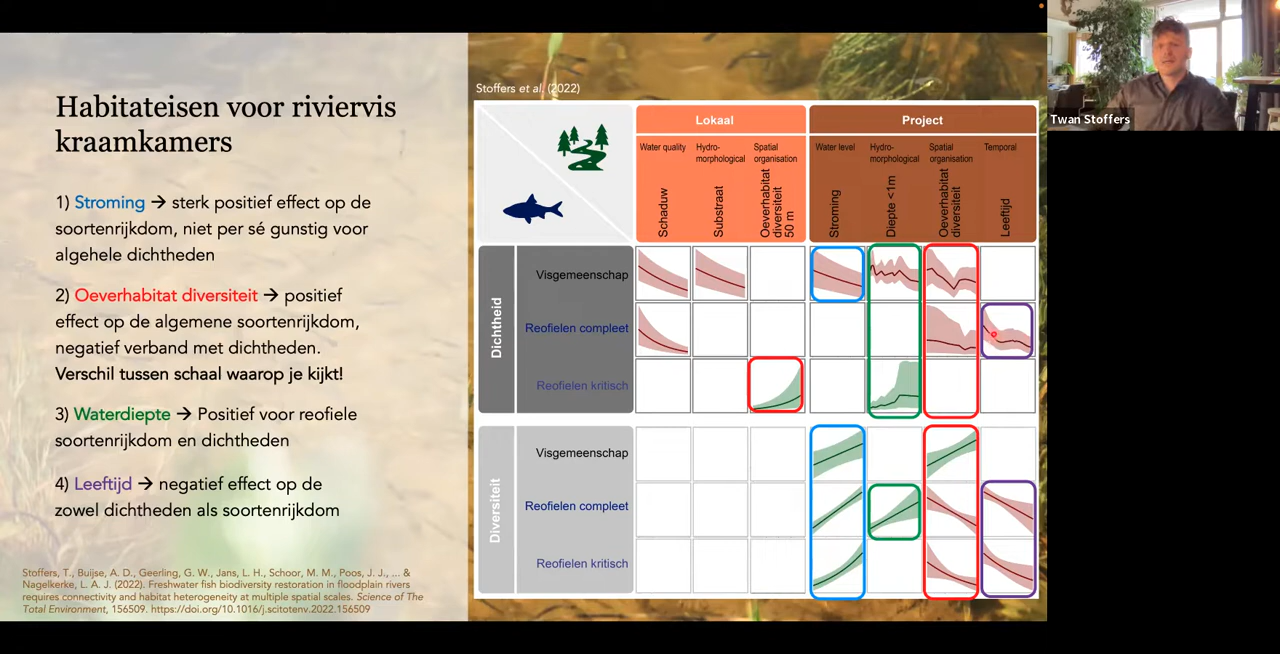 Habitateisen voor riviervis
kraamkamers
1) Stroming → sterk positief effect op de
soortenrijkdom, niet per sé gunstig voor
algehele dichtheden
2) Oeverhabitat diversiteit → positief
effect op de algemene soortenrijkdom,
negatief verband met dichtheden.
Verschil tussen schaal waarop je kijkt!
3) Waterdiepte → Positief voor reofiele
soortenrijkdom en dichtheden
4) Leeftijd → negatief effect op de
zowel dichtheden als soortenrijkdom
Stoffers, T., Buijse, A. D., Geerling, G. W., Jans, L. H., Schoor, M. M., Poos, J. J., ... &
Nagelkerke, L. A. J. (2022). Freshwater fish biodiversity restoration in floodplain rivers
requires connectivity and habitat heterogeneity at multiple spatial scales. Science of The
Total Environment, 156509. https://doi.org/10.1016/j.scitotenv.2022.156509
Stoffers et al. (2022)
Lokaal
Project
Water quality
Hydro-
morphological
Spatial
organisation
Water level
Hydro-
morphological
Spatial
organisation
Temporal
Schaduw
Substraat
Oeverhabitat
diversiteit
50 m
Stroming
Diepte <1m
Oeverhabitat
diversiteit
Leeftijd
Dichtheid
Visgemeenschap
Reofielen compleet
Reofielen kritisch
Diversiteit
Visgemeenschap
Reofielen compleet
Reofielen kritisch
Twan Stoffers